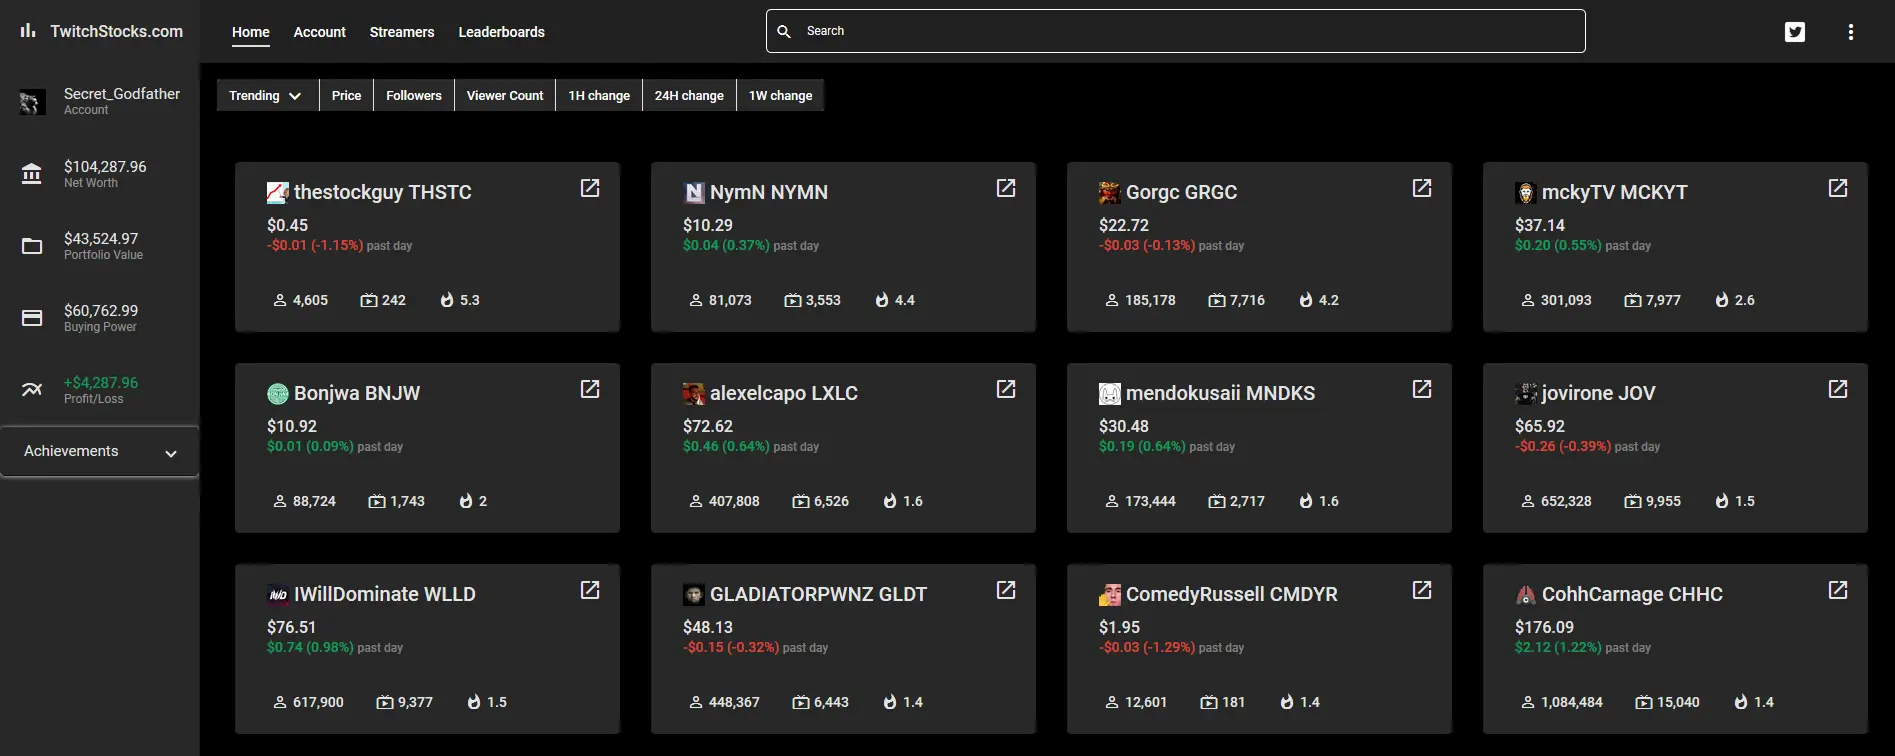 TwitchStocks.com
Home Account Streamers Leaderboards
Search
Secret_Godfather
Account
$104,287.96
Net Worth
$43,524.97
Portfolio Value
$60,762.99
Buying Power
+$4,287.96
Profit/Loss
Achievements
Trending Price Followers Viewer Count 1H change 24H change 1W change
thestockguy THSTC
$0.45
-$0.01 (-1.15%) past day
4,605 242 5.3
N NymN NYMN
$10.29
$0.04 (0.37%) past day
81,073 3,553 4.4
Gorgc GRGC
$22.72
-$0.03 (-0.13%) past day
185,178 7,716 4.2
mckyTV MCKYT
$37.14
$0.20 (0.55%) past day
301,093 7,977 2.6
Bonjwa BNJW
$10.92
$0.01 (0.09%) past day
88,724 1,743 2
alexelcapo LXLC
$72.62
$0.46 (0.64%) past day
407,808 6,526 1.6
mendokusaii MNDKS
$30.48
$0.19 (0.64%) past day
173,444 2,717 1.6
jovirone JOV
$65.92
-$0.26 (-0.39%) past day
652,328 9,955 1.5
IWD IWillDominate WLLD
$76.51
$0.74 (0.98%) past day
617,900 9,377 1.5
GLADIATORPWNZ GLDT
$48.13
-$0.15 (-0.32%) past day
448,367 6,443 1.4
ComedyRussell CMDYR
$1.95
-$0.03 (-1.29%) past day
12,601 181 1.4
CohhCarnage CHHC
$176.09
$2.12 (1.22%) past day
1,084,484 15,040 1.4